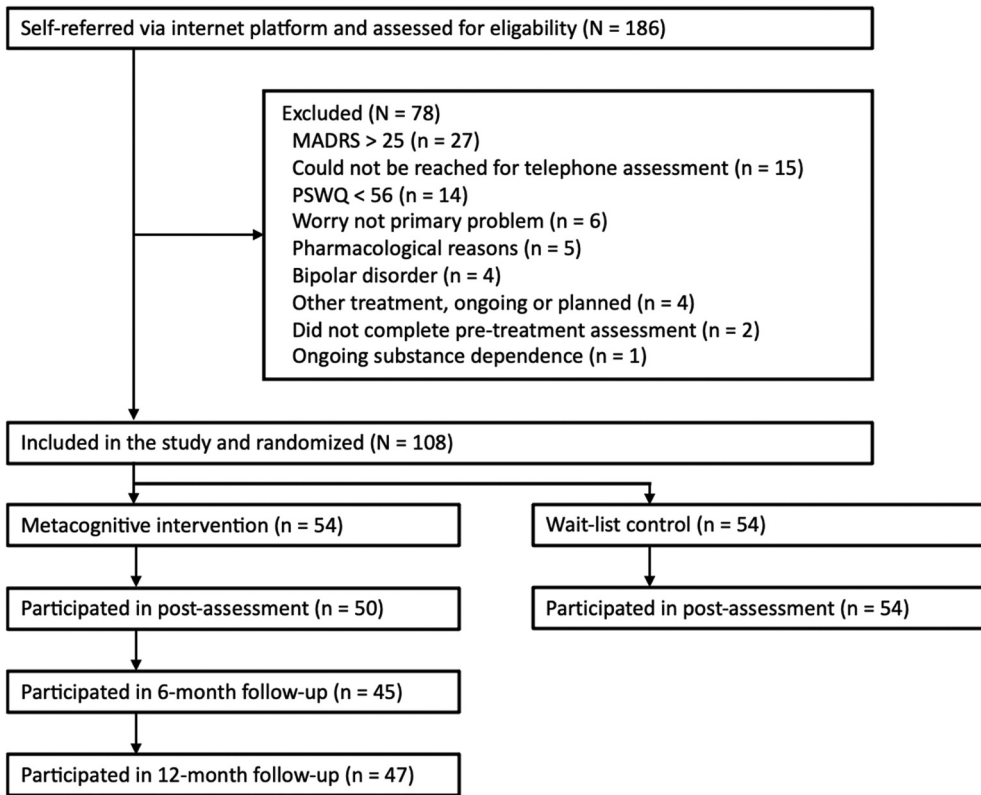 Self-referred via internet platform and assessed for eligability (N = 186)
Excluded (N = 78)
MADRS > 25 (n = 27)
Could not be reached for telephone assessment (n = 15)
PSWQ < 56 (n = 14)
Worry not primary problem (n = 6)
Pharmacological reasons (n = 5)
Bipolar disorder (n = 4)
Other treatment, ongoing or planned (n = 4)
Did not complete pre-treatment assessment (n = 2)
Ongoing substance dependence (n = 1)
Included in the study and randomized (N = 108)
Metacognitive intervention (n = 54)
Wait-list control (n = 54)
Participated in post-assessment (n = 50)
Participated in post-assessment (n = 54)
Participated in 6-month follow-up (n = 45)
Participated in 12-month follow-up (n = 47)